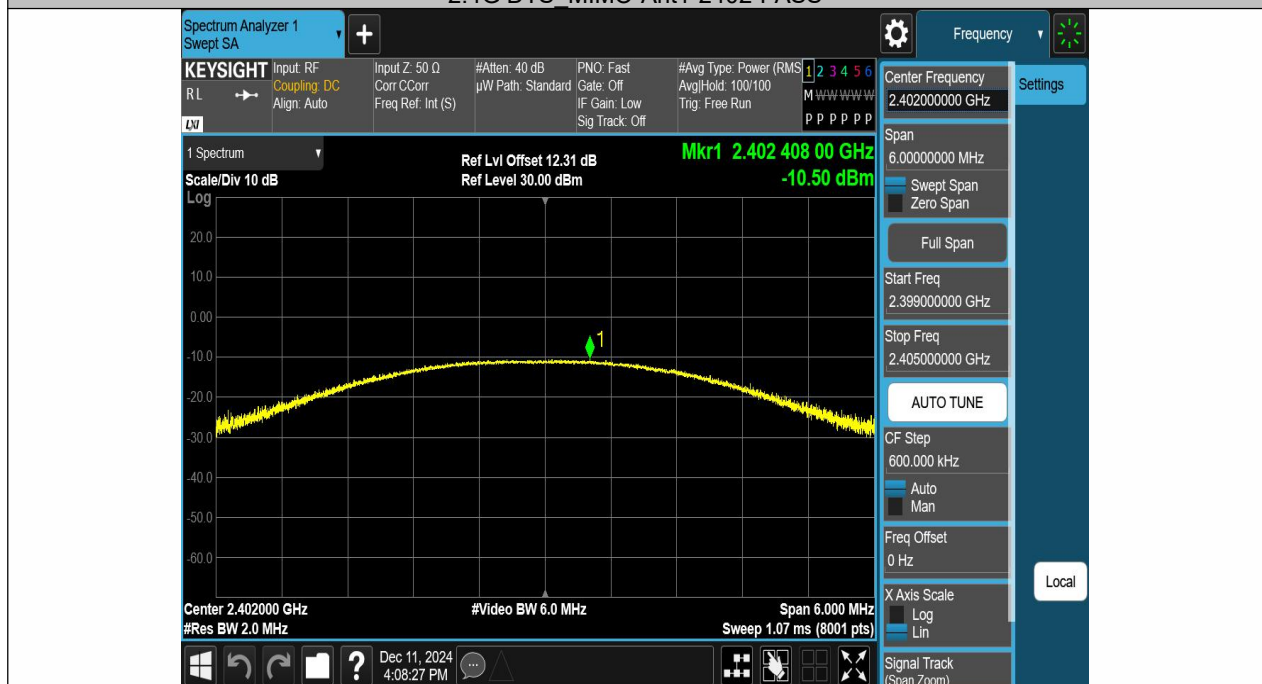 Spectrum Analyzer 1
Swept SA
Frequency
KEYSIGHT
RL
LXI
Input: RF
Coupling: DC
Align: Auto
Input Z: 50 Ω
Corr CCorr
Freq Ref: Int (S)
#Atten: 40 dB
µW Path: Standard
PNO: Fast
Gate: Off
IF Gain: Low
Sig Track: Off
#Avg Type: Power (RMS
Avg|Hold: 100/100
Trig: Free Run
1 2 3 4 5 6
M W W W W W
P P P P P P
1 Spectrum
Scale/Div 10 dB
Log
Ref Lvl Offset 12.31 dB
Ref Level 30.00 dBm
Mkr1 2.402 408 00 GHz
-10.50 dBm
20.0
10.0
0.00
-10.0
-20.0
-30.0
-40.0
-50.0
-60.0
1
Center 2.402000 GHz
#Res BW 2.0 MHz
#Video BW 6.0 MHz
Span 6.000 MHz
Sweep 1.07 ms (8001 pts)
Dec 11, 2024
4:08:27 PM
Center Frequency
2.402000000 GHz
Settings
Span
6.00000000 MHz
Swept Span
Zero Span
Full Span
Start Freq
2.399000000 GHz
Stop Freq
2.405000000 GHz
AUTO TUNE
CF Step
600.000 kHz
Auto
Man
Freq Offset
0 Hz
Local
X Axis Scale
Log
Lin
Signal Track
(Span Zoom)